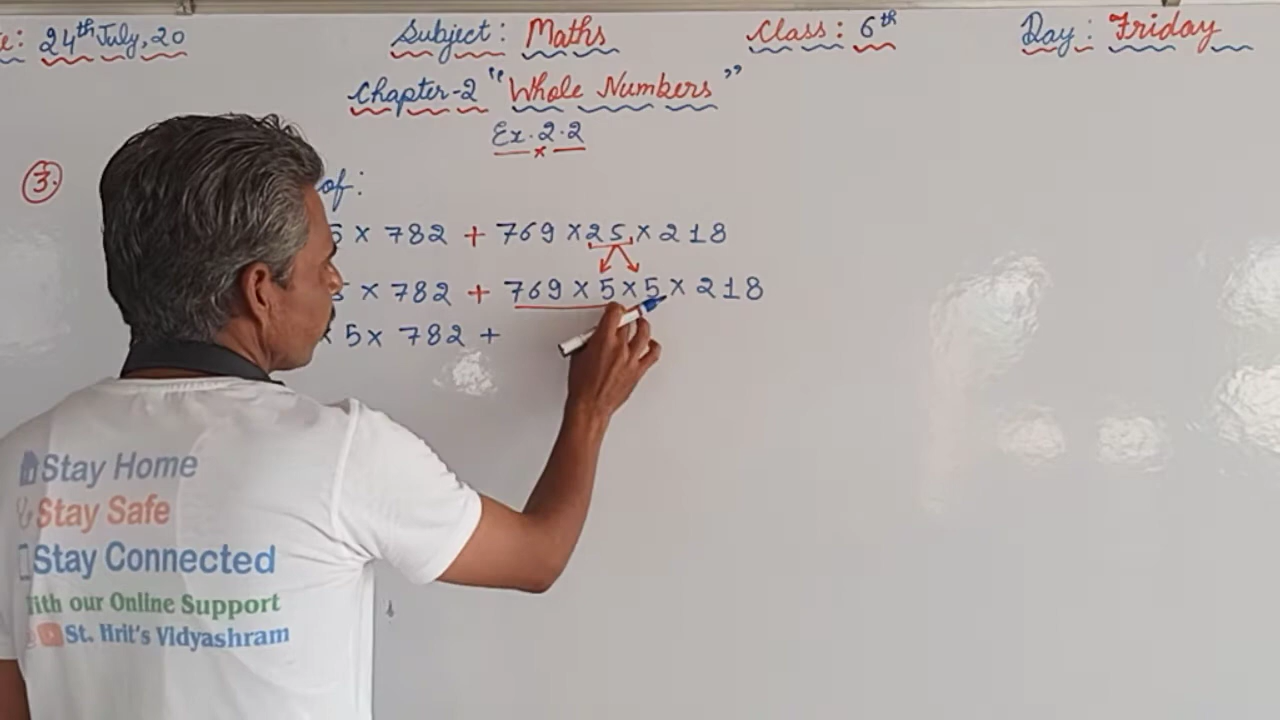 24th July, 20 Subject: Maths Class: 6th Day: Friday
Chapter-2 "Whole Numbers"
Ex. 2.2
3. of:
5 × 782 + 769 × 25 × 218
5 × 782 + 769 × 5 × 5 × 218
× 5 × 782 +
Stay Home
Stay Safe
Stay Connected
With our Online Support
St. Hrit's Vidyashram